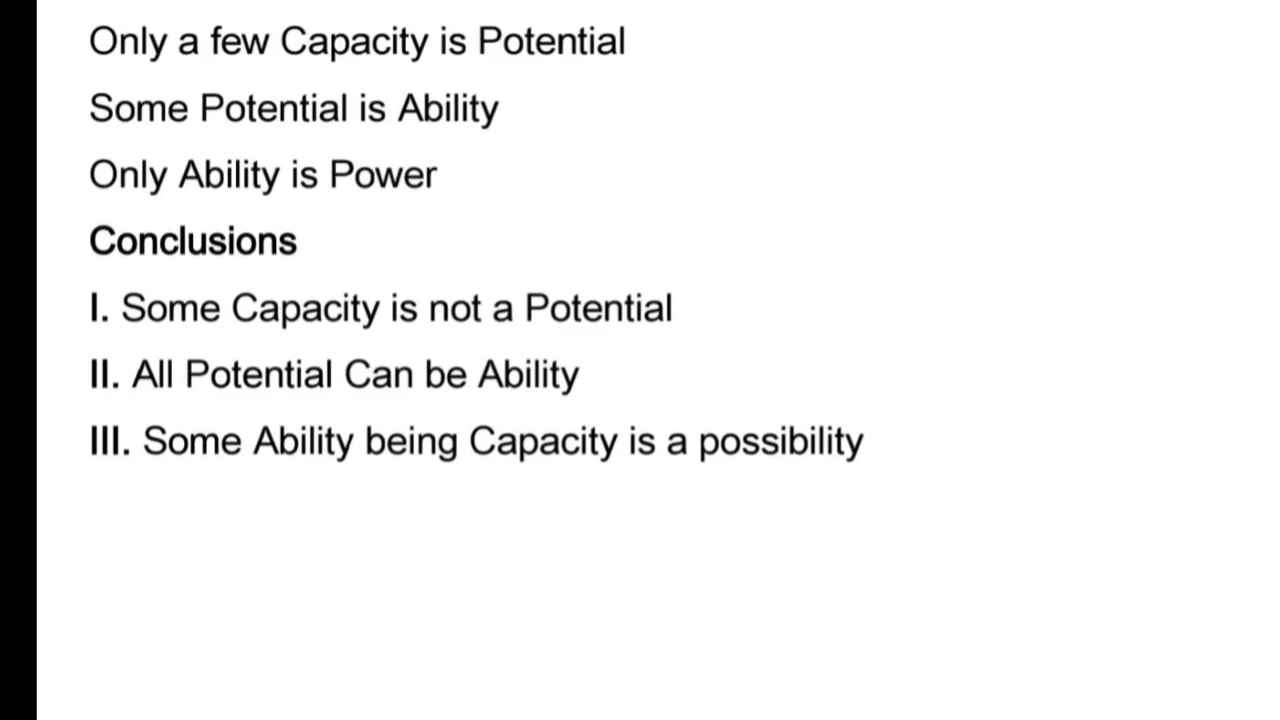 Only a few Capacity is Potential
Some Potential is Ability
Only Ability is Power
Conclusions
I. Some Capacity is not a Potential
II. All Potential Can be Ability
III. Some Ability being Capacity is a possibility